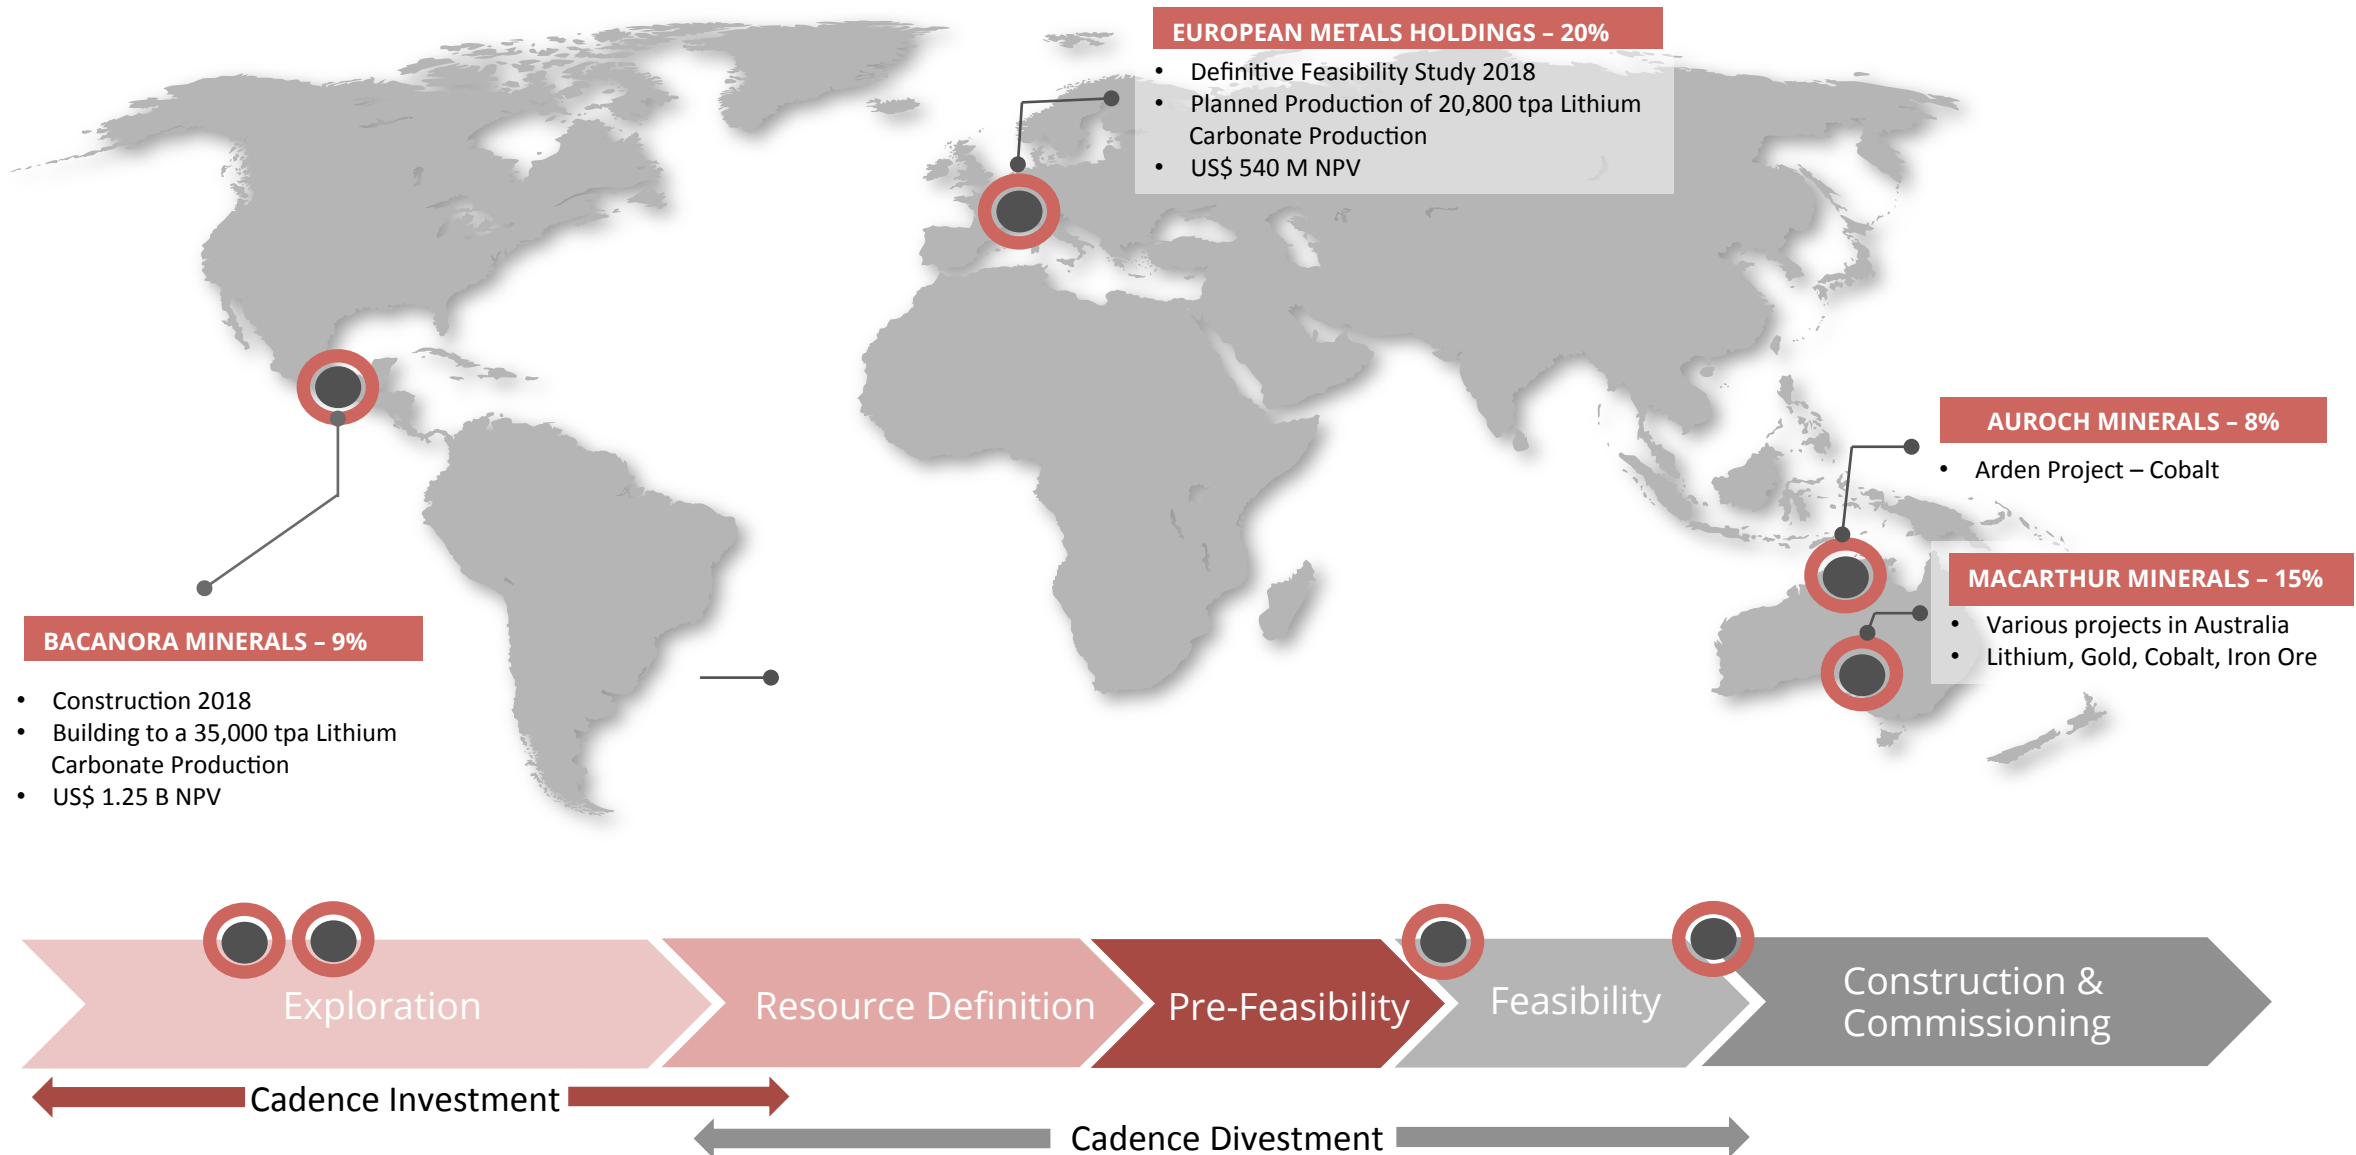 EUROPEAN METALS HOLDINGS – 20%
• Definitive Feasibility Study 2018
• Planned Production of 20,800 tpa Lithium
Carbonate Production
• US$ 540 M NPV
AUROCH MINERALS – 8%
• Arden Project – Cobalt
MACARTHUR MINERALS – 15%
• Various projects in Australia
• Lithium, Gold, Cobalt, Iron Ore
BACANORA MINERALS – 9%
• Construction 2018
• Building to a 35,000 tpa Lithium
Carbonate Production
• US$ 1.25 B NPV
Exploration
Resource Definition
Pre-Feasibility
Feasibility
Construction &
Commissioning
Cadence Investment
Cadence Divestment